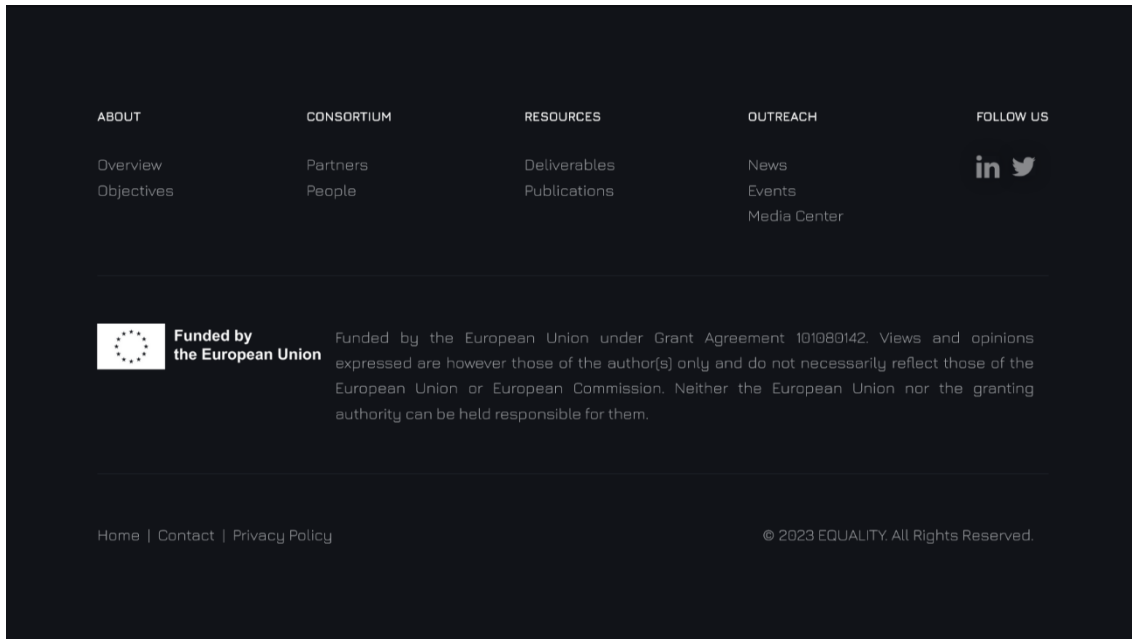 ABOUT
Overview
Objectives
CONSORTIUM
Partners
People
RESOURCES
Deliverables
Publications
OUTREACH
News
Events
Media Center
FOLLOW US
in
Funded by
the European Union
Funded by the European Union under Grant Agreement 101080142. Views and opinions
expressed are however those of the author(s) only and do not necessarily reflect those of the
European Union or European Commission. Neither the European Union nor the granting
authority can be held responsible for them.
Home | Contact | Privacy Policy
© 2023 EQUALITY. All Rights Reserved.